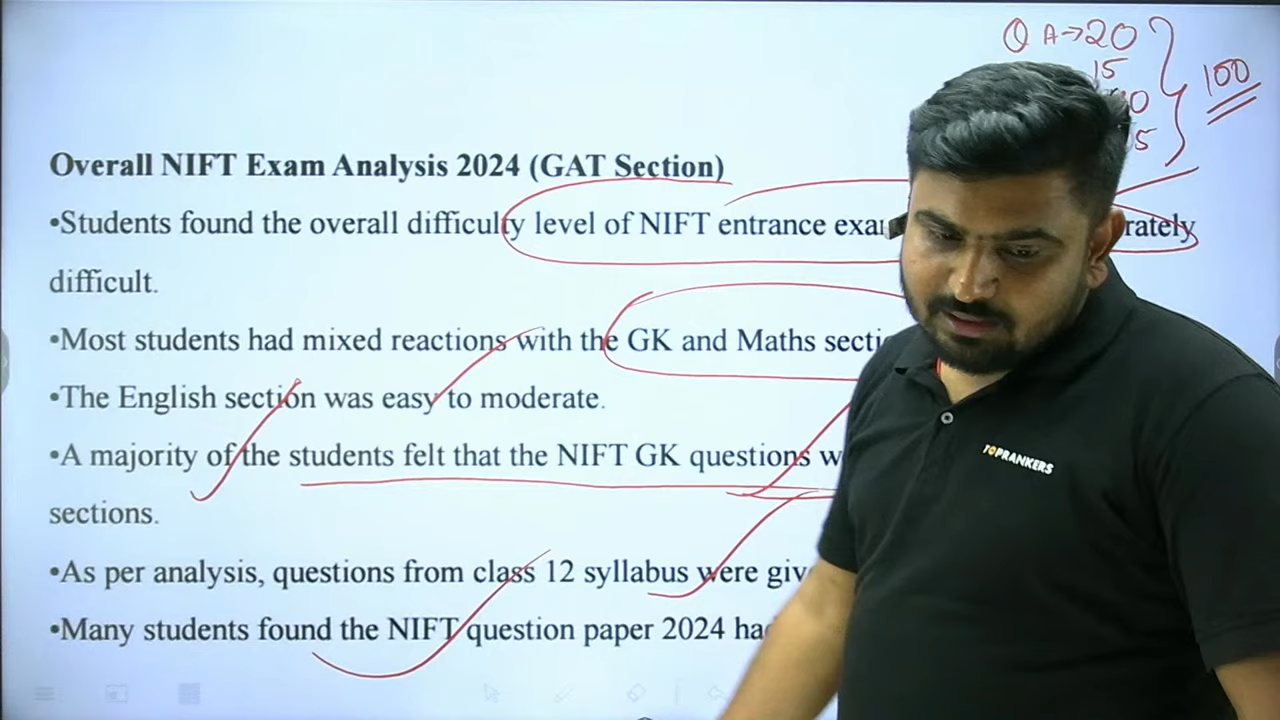 Q A→20
15
100
5
Overall NIFT Exam Analysis 2024 (GAT Section)
•Students found the overall difficulty level of NIFT entrance exa rately
difficult.
•Most students had mixed reactions with the GK and Maths secti
•The English section was easy to moderate.
•A majority of the students felt that the NIFT GK questions w
sections.
TOPRANKERS
•As per analysis, questions from class 12 syllabus were giv
•Many students found the NIFT question paper 2024 ha